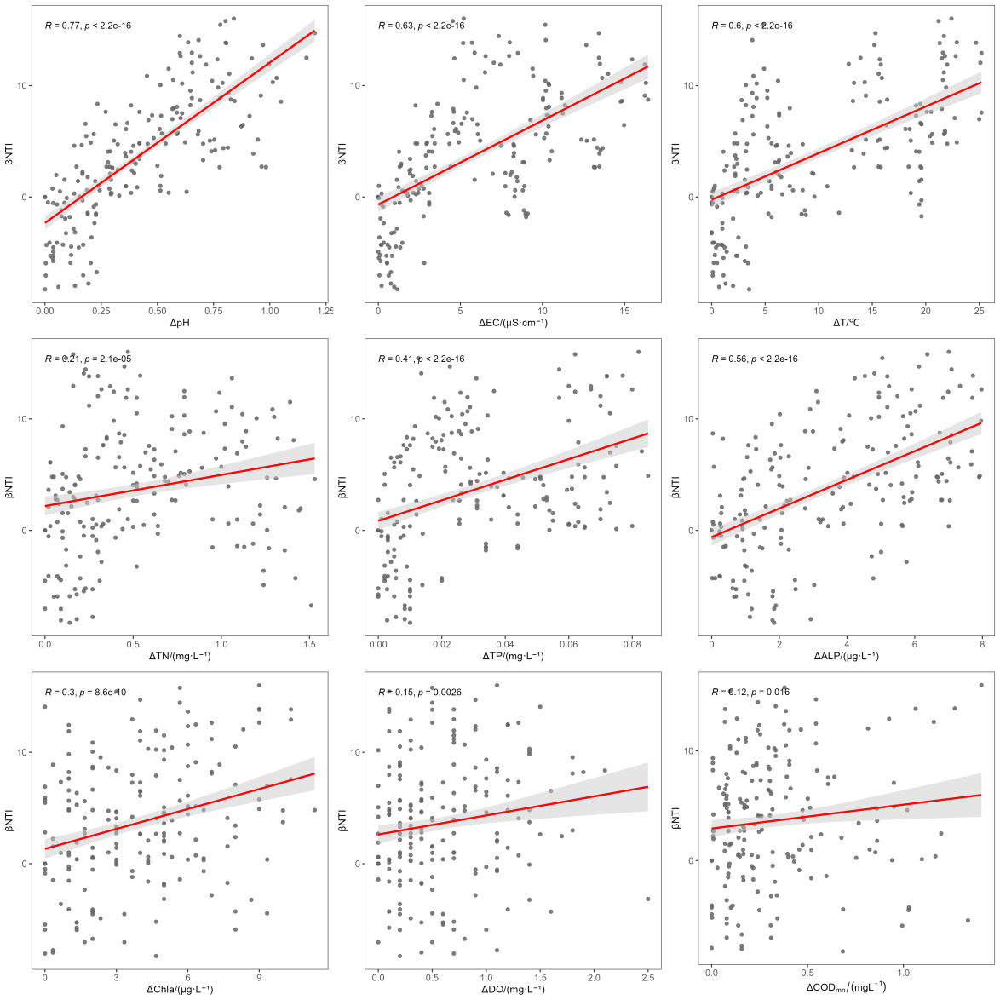 R = 0.77, p < 2.2e-16
βNTI
10
0
0.00 0.25 0.50 0.75 1.00 1.25
ΔpH
R = 0.63, p < 2.2e-16
βNTI
10
0
0 5 10 15
ΔEC/(μS·cm⁻¹)
R = 0.6, p < 2.2e-16
βNTI
10
0
0 5 10 15 20 25
ΔT/℃
R = 0.21, p = 2.1e-05
βNTI
10
0
0.0 0.5 1.0 1.5
ΔTN/(mg·L⁻¹)
R = 0.41, p < 2.2e-16
βNTI
10
0
0.00 0.02 0.04 0.06 0.08
ΔTP/(mg·L⁻¹)
R = 0.56, p < 2.2e-16
βNTI
10
0
0 2 4 6 8
ΔALP/(μg·L⁻¹)
R = 0.3, p = 8.6e-10
βNTI
10
0
0 3 6 9
ΔChla/(μg·L⁻¹)
R = 0.15, p = 0.0026
βNTI
10
0
0.0 0.5 1.0 1.5 2.0 2.5
ΔDO/(mg·L⁻¹)
R = 0.12, p = 0.016
βNTI
10
0
0.0 0.5 1.0
ΔCODₘₙ/(mgL⁻¹)